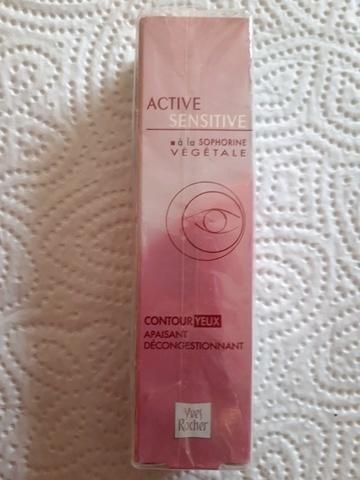 ACTIVE
SENSITIVE
à la SOPHORINE
VÉGÉTALE
CONTOUR YEUX
APAISANT
DÉCONGESTIONNANT
Yves
Rocher